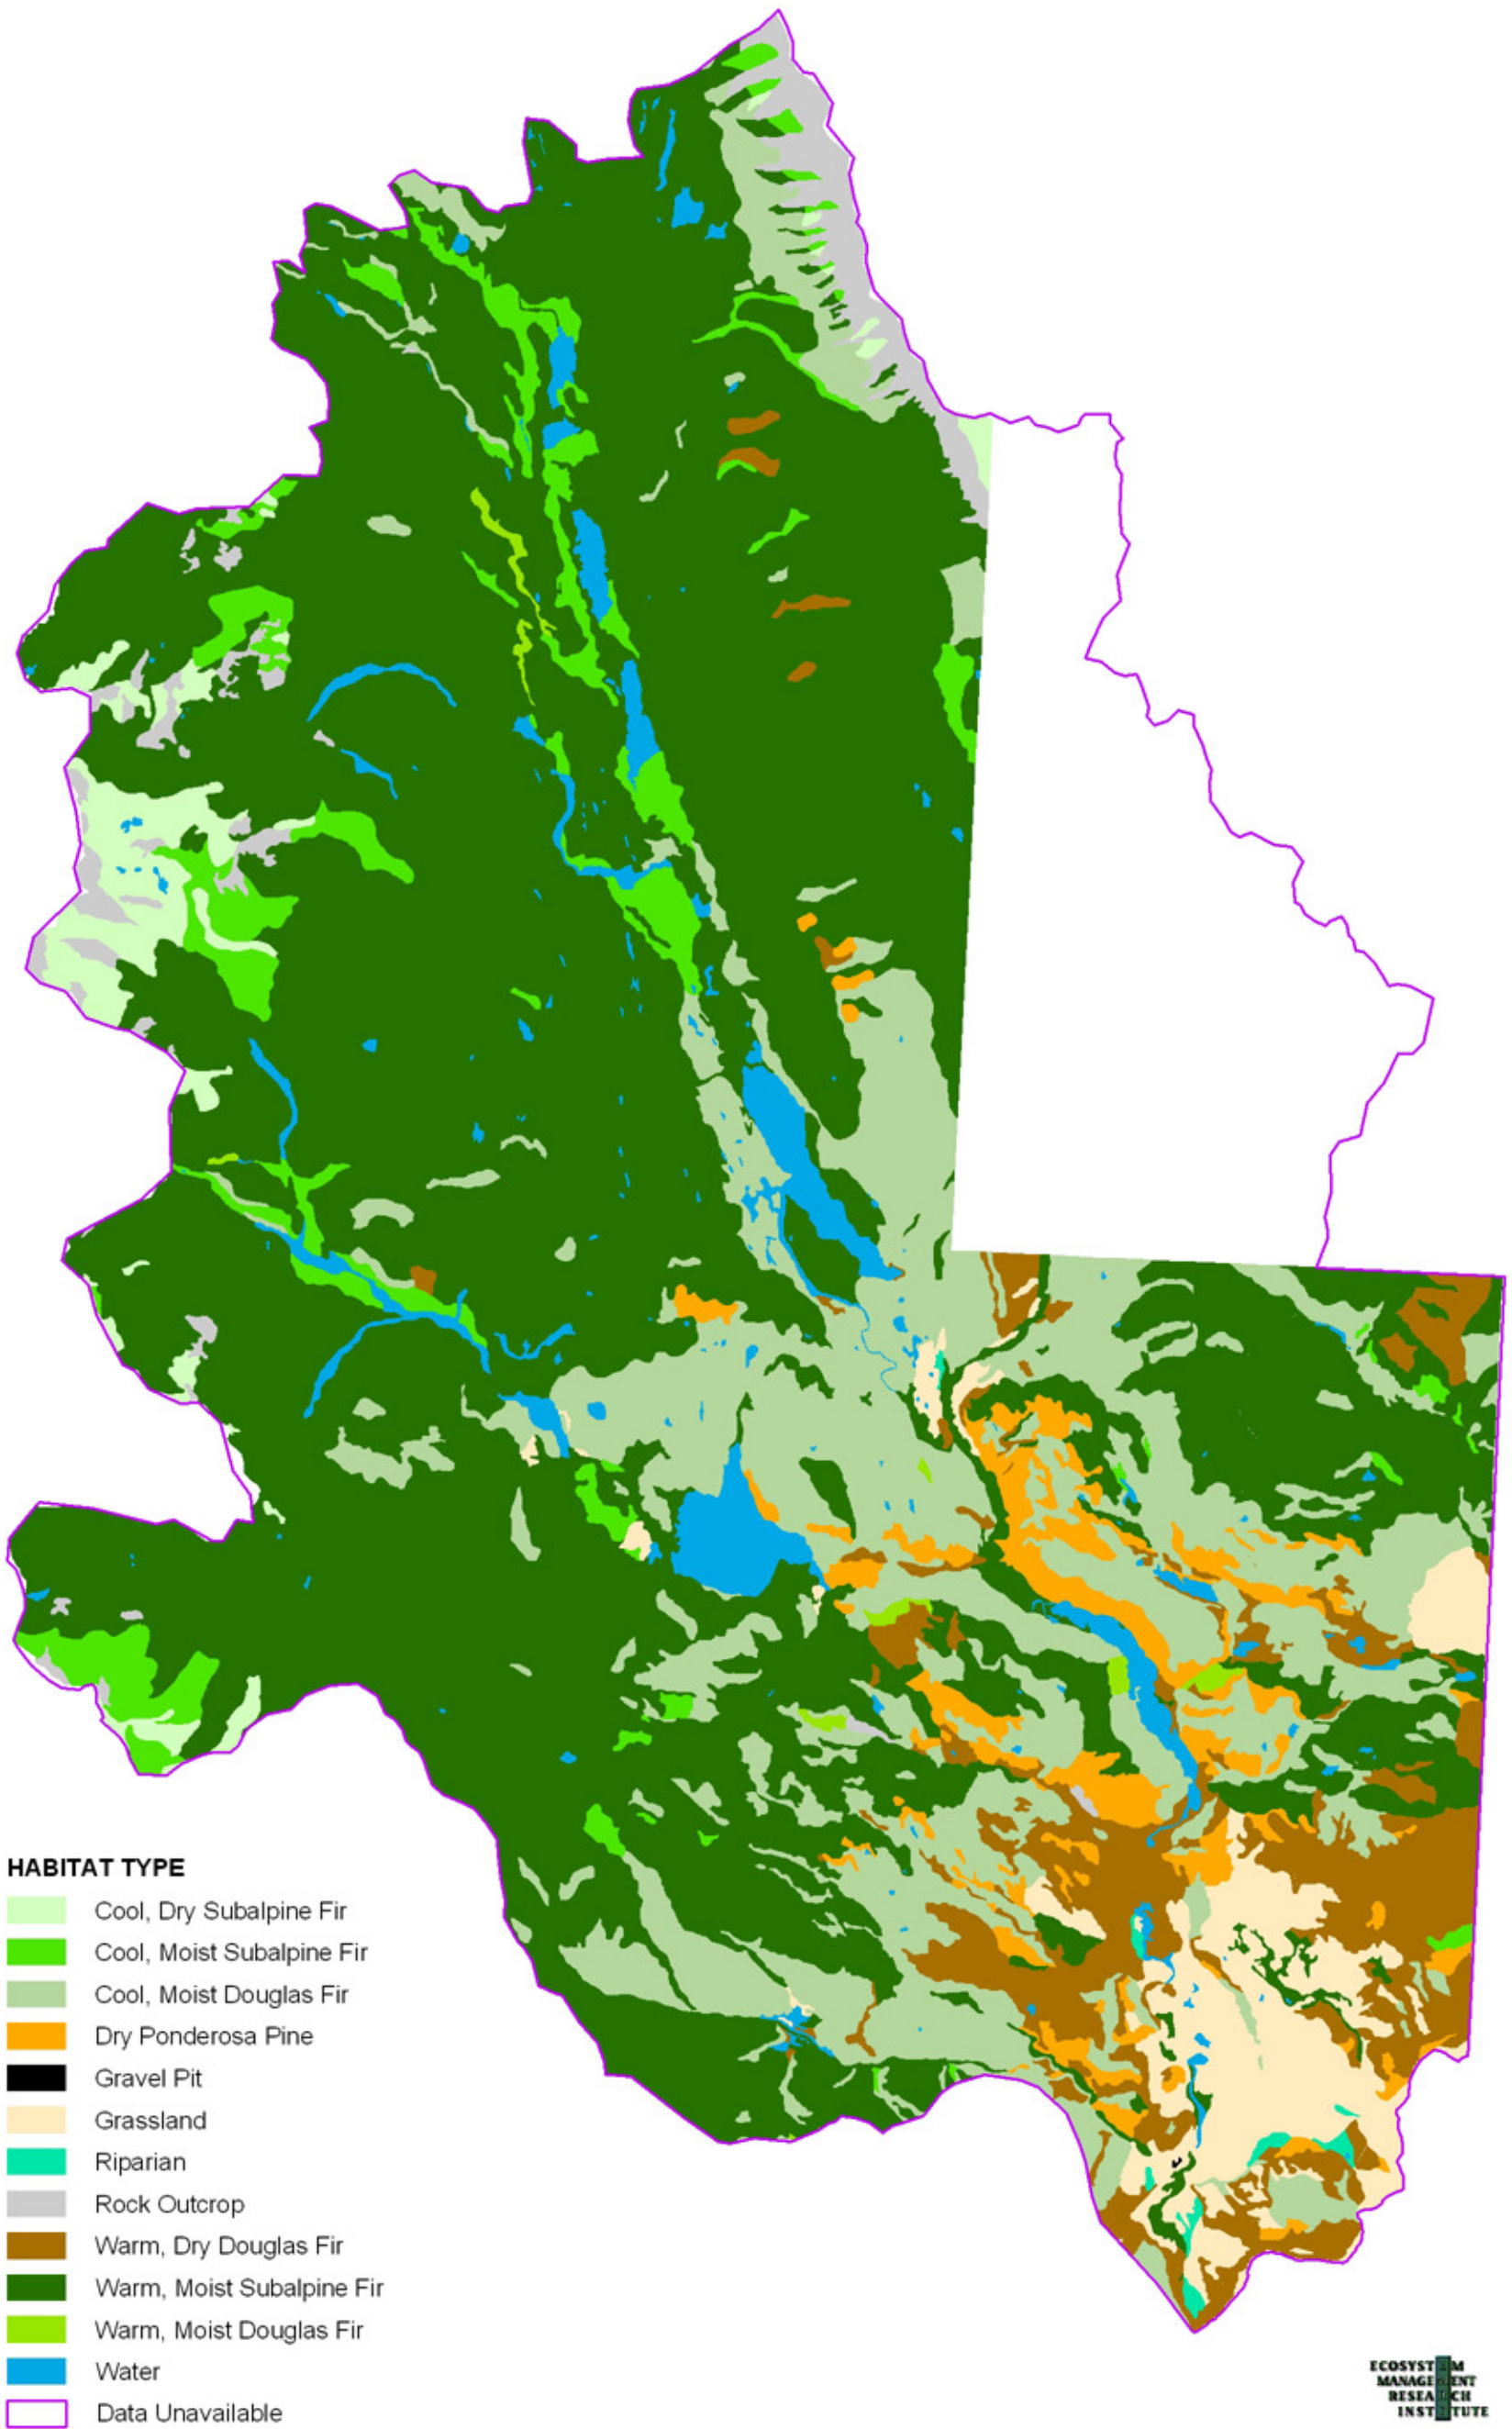 HABITAT TYPE
Cool, Dry Subalpine Fir
Cool, Moist Subalpine Fir
Cool, Moist Douglas Fir
Dry Ponderosa Pine
Gravel Pit
Grassland
Riparian
Rock Outcrop
Warm, Dry Douglas Fir
Warm, Moist Subalpine Fir
Warm, Moist Douglas Fir
Water
Data Unavailable
ECOSYSTEM
MANAGEMENT
RESEARCH
INSTITUTE